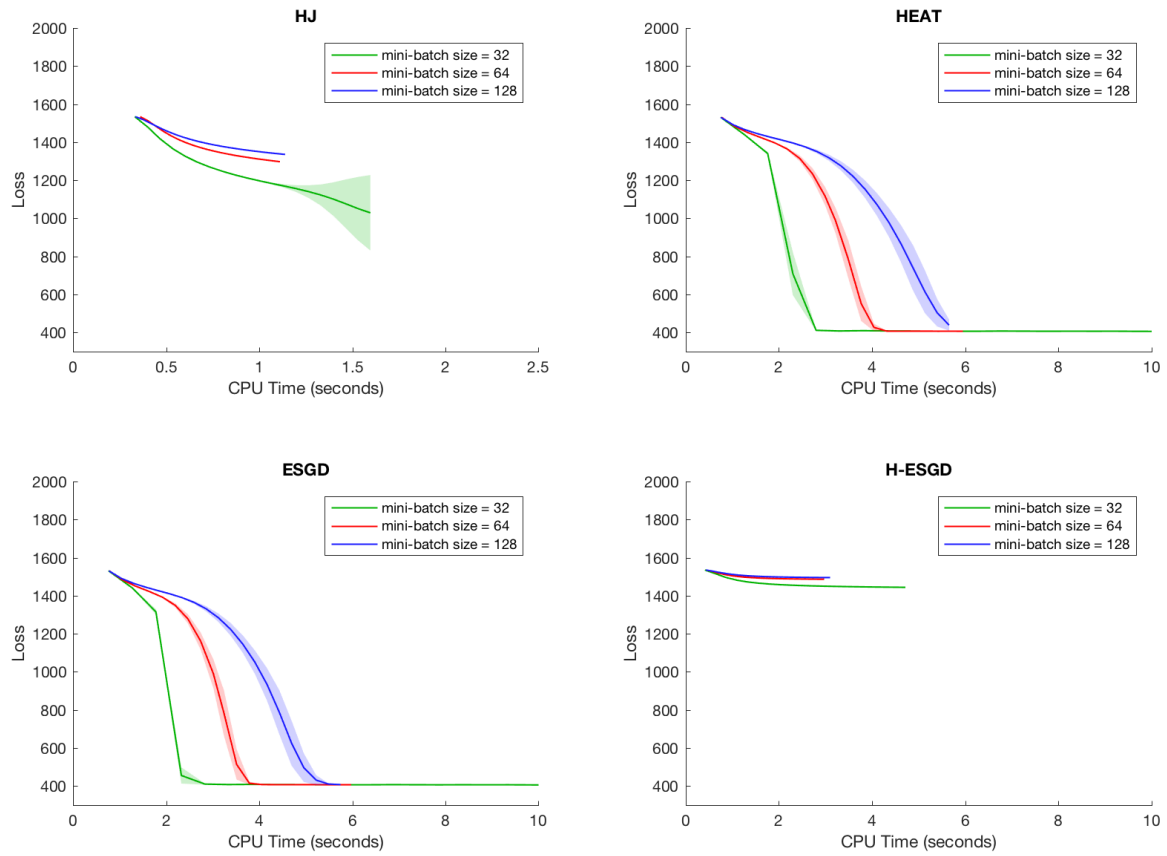 HJ
2000
1800
1600
1400
1200
1000
800
600
400
Loss
mini-batch size = 32
mini-batch size = 64
mini-batch size = 128
0 0.5 1 1.5 2 2.5
CPU Time (seconds)
HEAT
2000
1800
1600
1400
1200
1000
800
600
400
Loss
mini-batch size = 32
mini-batch size = 64
mini-batch size = 128
0 2 4 6 8 10
CPU Time (seconds)
ESGD
2000
1800
1600
1400
1200
1000
800
600
400
Loss
mini-batch size = 32
mini-batch size = 64
mini-batch size = 128
0 2 4 6 8 10
CPU Time (seconds)
H-ESGD
2000
1800
1600
1400
1200
1000
800
600
400
Loss
mini-batch size = 32
mini-batch size = 64
mini-batch size = 128
0 2 4 6 8 10
CPU Time (seconds)